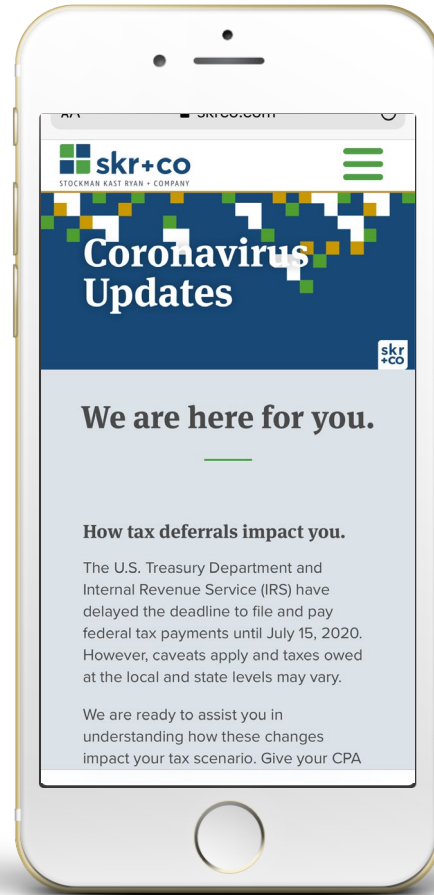 AA skrco.com
skr+co
STOCKMAN KAST RYAN + COMPANY
Coronavirus
Updates
skr
+co
We are here for you.
How tax deferrals impact you.
The U.S. Treasury Department and
Internal Revenue Service (IRS) have
delayed the deadline to file and pay
federal tax payments until July 15, 2020.
However, caveats apply and taxes owed
at the local and state levels may vary.
We are ready to assist you in
understanding how these changes
impact your tax scenario. Give your CPA